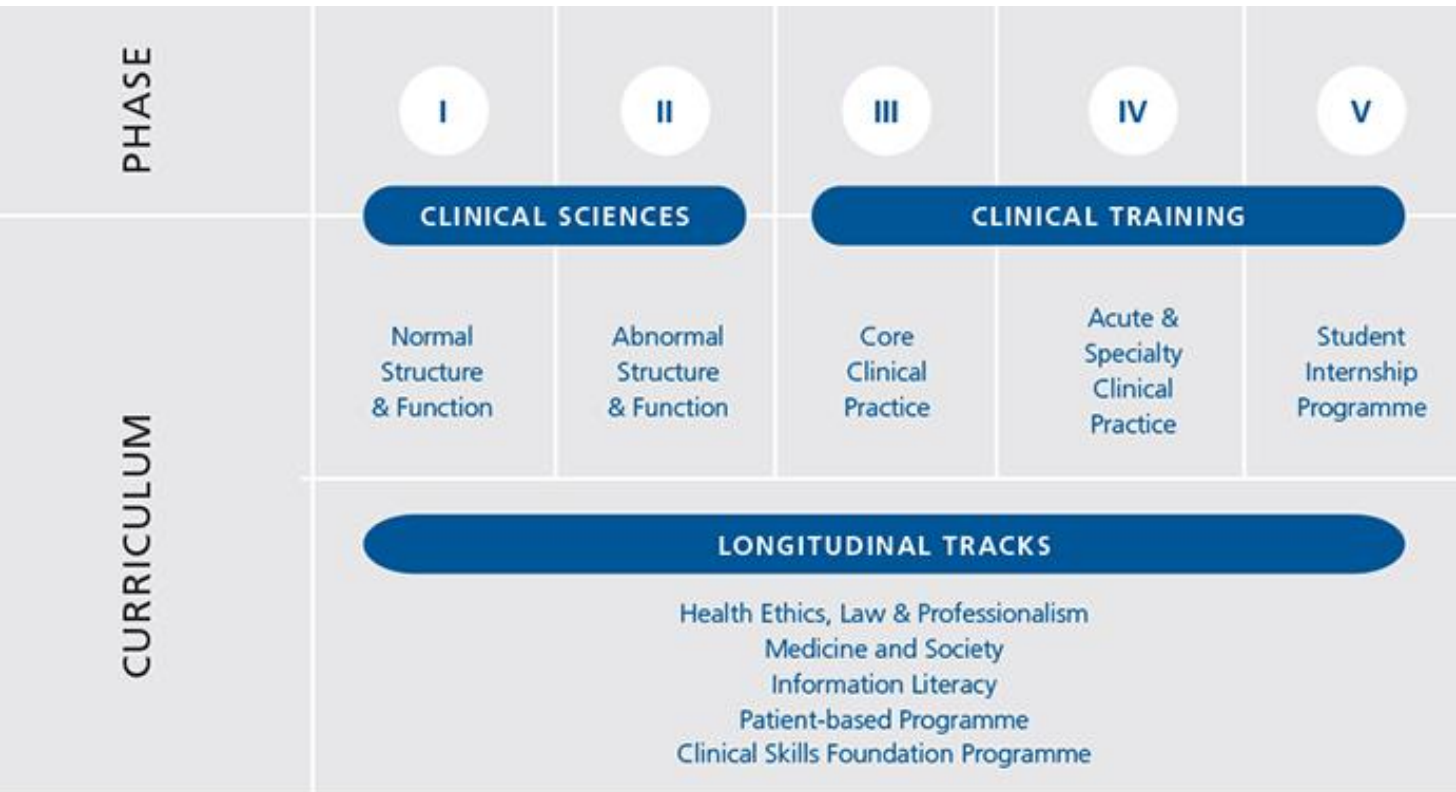 PHASE
I
II
III
IV
V
CLINICAL SCIENCES
CLINICAL TRAINING
CURRICULUM
Normal
Structure
& Function
Abnormal
Structure
& Function
Core
Clinical
Practice
Acute &
Specialty
Clinical
Practice
Student
Internship
Programme
LONGITUDINAL TRACKS
Health Ethics, Law & Professionalism
Medicine and Society
Information Literacy
Patient-based Programme
Clinical Skills Foundation Programme